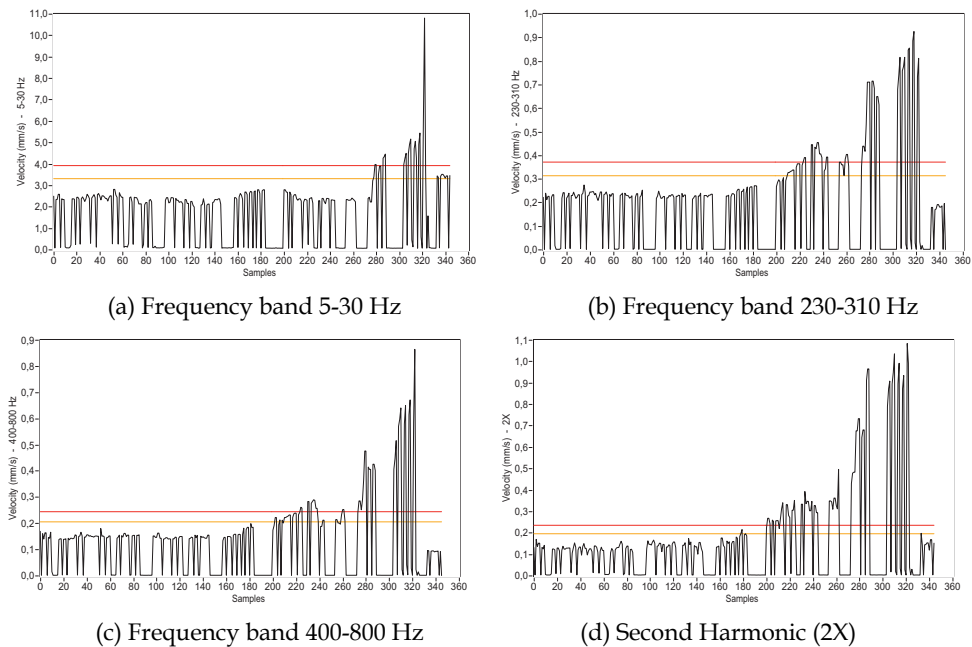 11,0
10,0
9,0
8,0
7,0
6,0
5,0
4,0
3,0
2,0
1,0
0,0
Velocity (mm/s) - 5-30 Hz
0 20 40 60 80 100 120 140 160 180 200 220 240 260 280 300 320 340 360
Samples
(a) Frequency band 5-30 Hz
1,0
0,9
0,8
0,7
0,6
0,5
0,4
0,3
0,2
0,1
0,0
Velocity (mm/s) - 230-310 Hz
0 20 40 60 80 100 120 140 160 180 200 220 240 260 280 300 320 340 360
Samples
(b) Frequency band 230-310 Hz
0,9
0,8
0,7
0,6
0,5
0,4
0,3
0,2
0,1
0,0
Velocity (mm/s) - 400-800 Hz
0 20 40 60 80 100 120 140 160 180 200 220 240 260 280 300 320 340 360
Samples
(c) Frequency band 400-800 Hz
1,1
1,0
0,9
0,8
0,7
0,6
0,5
0,4
0,3
0,2
0,1
0,0
Velocity (mm/s) - 2X
0 20 40 60 80 100 120 140 160 180 200 220 240 260 280 300 320 340 360
Samples
(d) Second Harmonic (2X)